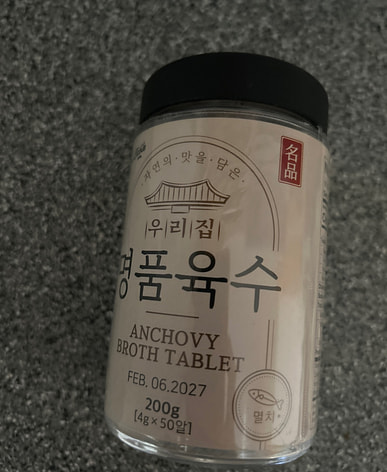 자연의·맛을·담은
名品
우리집
명품육수
ANCHOVY
BROTH TABLET
FEB. 06.2027
200g
[4g×50알]
멸치